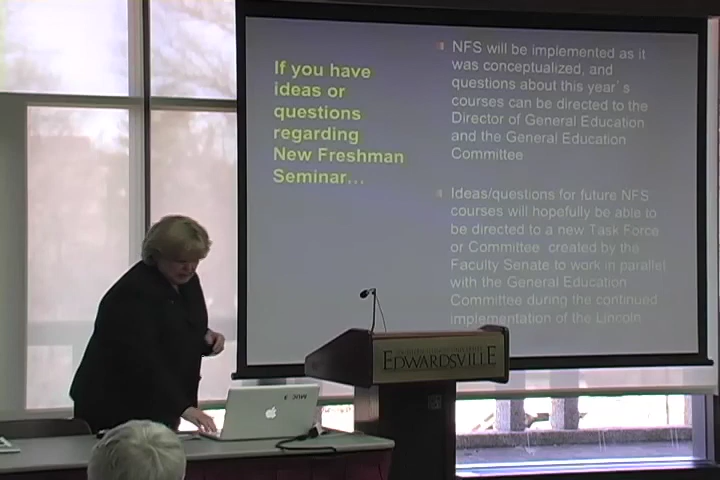 If you have
ideas or
questions
regarding
New Freshman
Seminar…
NFS will be implemented as it
was conceptualized, and
questions about this year's
courses can be directed to the
Director of General Education
and the General Education
Committee
Ideas/questions for future NFS
courses will hopefully be able to
be directed to a new Task Force
or Committee created by the
Faculty Senate to work in parallel
with the General Education
Committee during the continued
implementation of the Lincoln
EDWARDSVILLE